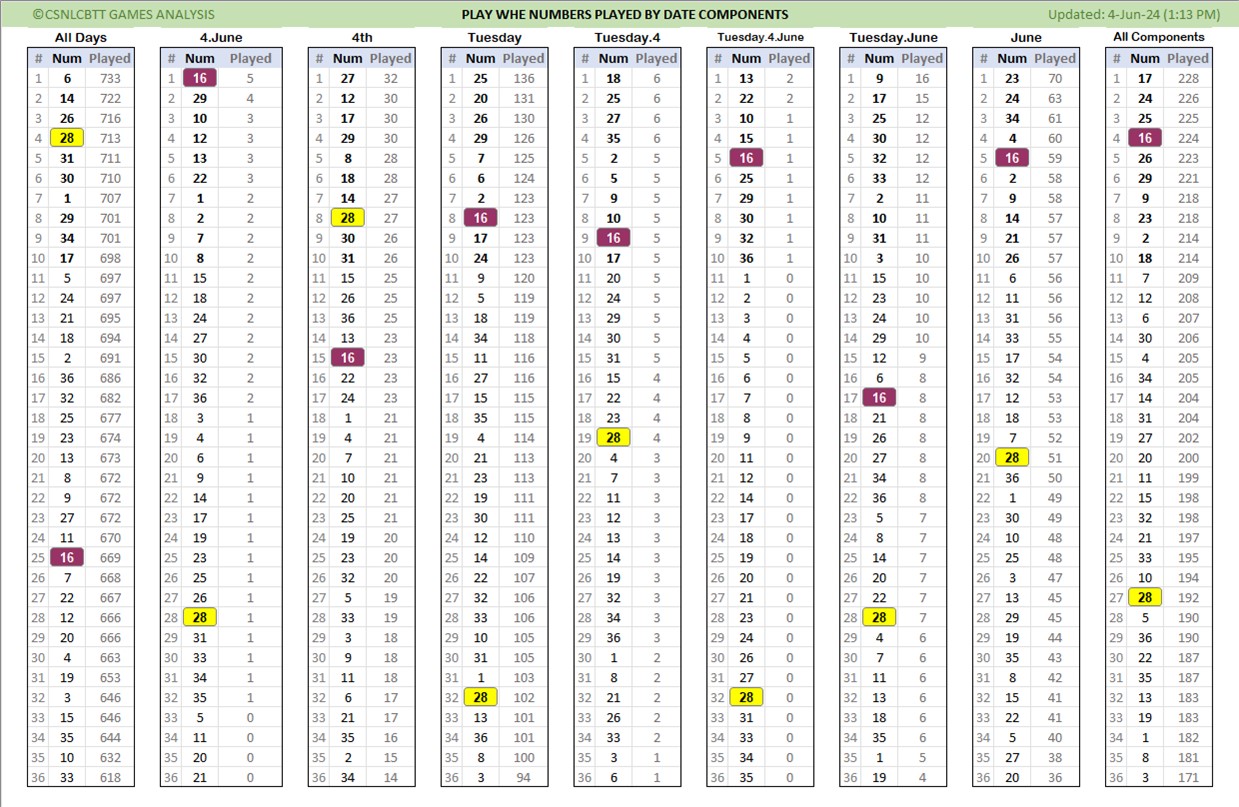 ©CSNLCBTT GAMES ANALYSIS PLAY WHE NUMBERS PLAYED BY DATE COMPONENTS Updated: 4-Jun-24 (1:13 PM)
All Days 4.June 4th Tuesday Tuesday.4 Tuesday.4.June Tuesday.June June All Components
# Num Played # Num Played # Num Played # Num Played # Num Played # Num Played # Num Played # Num Played # Num Played
1 6 733 1 16 5 1 27 32 1 25 136 1 18 6 1 13 2 1 9 16 1 23 70 1 17 228
2 14 722 2 29 4 2 12 30 2 20 131 2 25 6 2 22 2 2 17 15 2 24 63 2 24 226
3 26 716 3 10 3 3 17 30 3 26 130 3 27 6 3 10 1 3 25 12 3 34 61 3 25 225
4 28 713 4 12 3 4 29 30 4 29 126 4 35 6 4 15 1 4 30 12 4 4 60 4 16 224
5 31 711 5 13 3 5 8 28 5 7 125 5 2 5 5 16 1 5 32 12 5 16 59 5 26 223
6 30 710 6 22 3 6 18 28 6 6 124 6 5 5 6 25 1 6 33 12 6 2 58 6 29 221
7 1 707 7 1 2 7 14 27 7 2 123 7 9 5 7 29 1 7 2 11 7 9 58 7 9 218
8 29 701 8 2 2 8 28 27 8 16 123 8 10 5 8 30 1 8 10 11 8 14 57 8 23 218
9 34 701 9 7 2 9 30 26 9 17 123 9 16 5 9 32 1 9 31 11 9 21 57 9 2 214
10 17 698 10 8 2 10 31 26 10 24 123 10 17 5 10 36 1 10 3 10 10 26 57 10 18 214
11 5 697 11 15 2 11 15 25 11 9 120 11 20 5 11 1 0 11 15 10 11 6 56 11 7 209
12 24 697 12 18 2 12 26 25 12 5 119 12 24 5 12 2 0 12 23 10 12 11 56 12 12 208
13 21 695 13 24 2 13 36 25 13 18 119 13 29 5 13 3 0 13 24 10 13 31 56 13 6 207
14 18 694 14 27 2 14 13 23 14 34 118 14 30 5 14 4 0 14 29 10 14 33 55 14 30 206
15 2 691 15 30 2 15 16 23 15 11 116 15 31 5 15 5 0 15 12 9 15 17 54 15 4 205
16 36 686 16 32 2 16 22 23 16 27 116 16 15 4 16 6 0 16 6 8 16 32 54 16 34 205
17 32 682 17 36 2 17 24 23 17 15 115 17 22 4 17 7 0 17 16 8 17 12 53 17 14 204
18 25 677 18 3 1 18 1 21 18 35 115 18 23 4 18 8 0 18 21 8 18 18 53 18 31 204
19 23 674 19 4 1 19 4 21 19 4 114 19 28 4 19 9 0 19 26 8 19 7 52 19 27 202
20 13 673 20 6 1 20 7 21 20 21 113 20 4 3 20 11 0 20 27 8 20 28 51 20 20 200
21 8 672 21 9 1 21 10 21 21 23 113 21 7 3 21 12 0 21 34 8 21 36 50 21 11 199
22 9 672 22 14 1 22 20 21 22 19 111 22 11 3 22 14 0 22 36 8 22 1 49 22 15 198
23 27 672 23 17 1 23 25 21 23 30 111 23 12 3 23 17 0 23 5 7 23 30 49 23 32 198
24 11 670 24 19 1 24 19 20 24 12 110 24 13 3 24 18 0 24 8 7 24 10 48 24 21 197
25 16 669 25 23 1 25 23 20 25 14 109 25 14 3 25 19 0 25 14 7 25 25 48 25 33 195
26 7 668 26 25 1 26 32 20 26 22 107 26 19 3 26 20 0 26 20 7 26 3 47 26 10 194
27 22 667 27 26 1 27 5 19 27 32 106 27 32 3 27 21 0 27 22 7 27 13 45 27 28 192
28 12 666 28 28 1 28 33 19 28 33 106 28 34 3 28 23 0 28 28 7 28 29 45 28 5 190
29 20 666 29 31 1 29 3 18 29 10 105 29 36 3 29 24 0 29 4 6 29 19 44 29 36 190
30 4 663 30 33 1 30 9 18 30 31 105 30 1 2 30 26 0 30 7 6 30 35 43 30 22 187
31 19 653 31 34 1 31 11 18 31 1 103 31 8 2 31 27 0 31 11 6 31 8 42 31 35 187
32 3 646 32 35 1 32 6 17 32 28 102 32 21 2 32 28 0 32 13 6 32 15 41 32 13 183
33 15 646 33 5 0 33 21 17 33 13 101 33 26 2 33 31 0 33 18 6 33 22 41 33 19 183
34 35 644 34 11 0 34 35 16 34 36 101 34 33 2 34 33 0 34 35 6 34 5 40 34 1 182
35 10 632 35 20 0 35 2 15 35 8 100 35 3 1 35 34 0 35 1 5 35 27 38 35 8 181
36 33 618 36 21 0 36 34 14 36 3 94 36 6 1 36 35 0 36 19 4 36 20 36 36 3 171